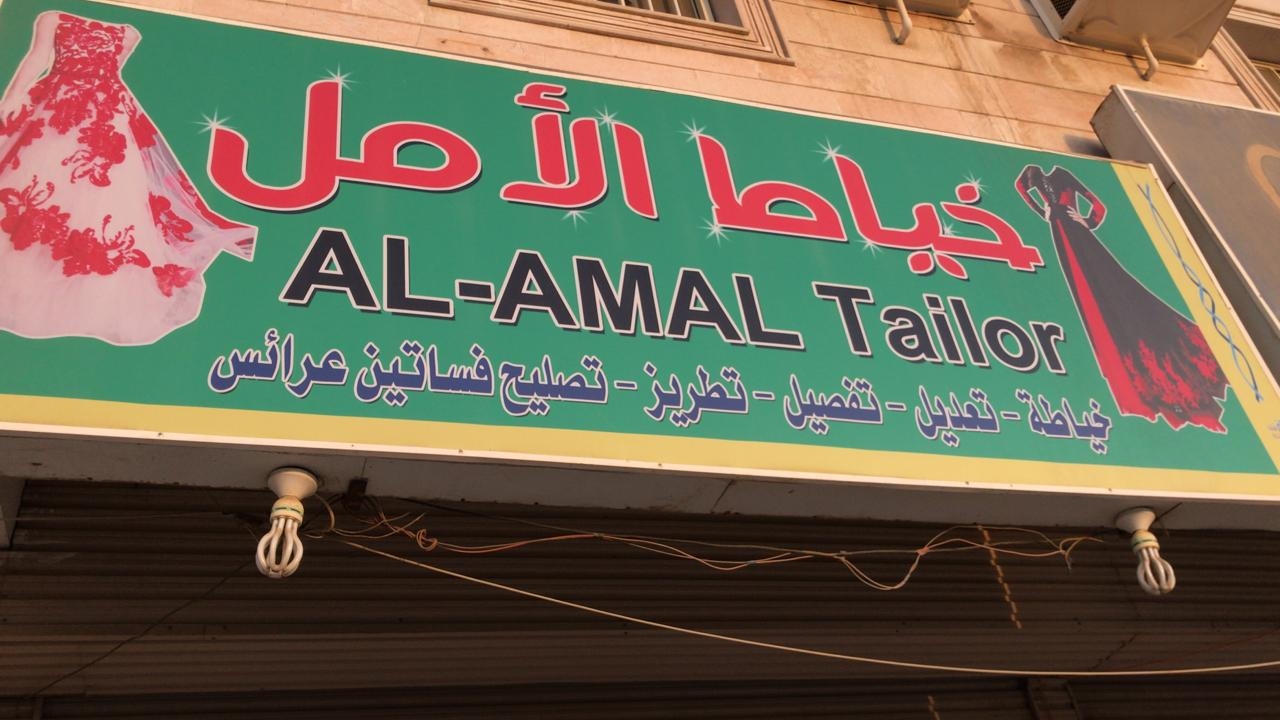 خياط الأمل
AL-AMAL Tailor
خياطة - تعديل - تفصيل - تطريز - تصليح فساتين عرائس